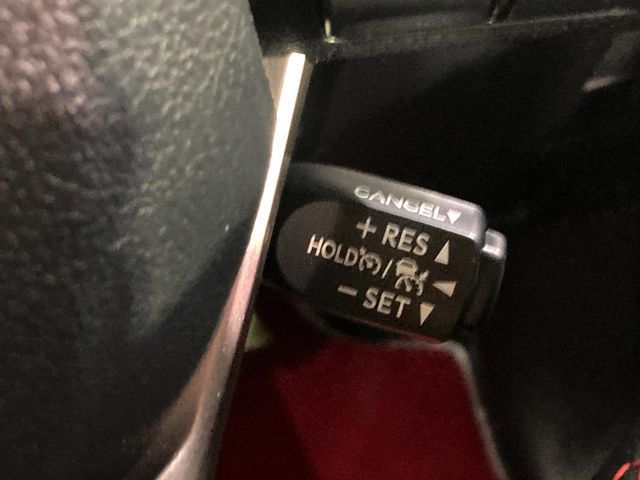 CANCEL▼
+ RES ▲
HOLD / ◀
− SET ▼